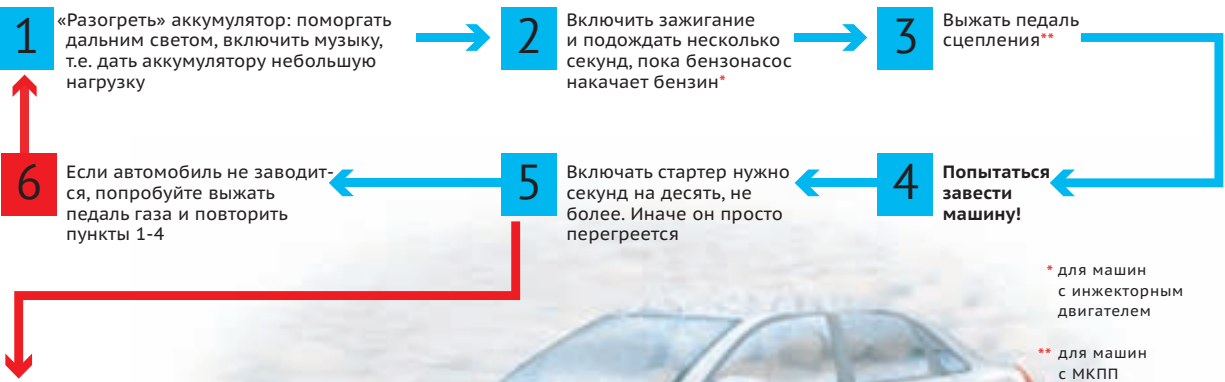 1
«Разогреть» аккумулятор: поморгать
дальним светом, включить музыку,
т.е. дать аккумулятору небольшую
нагрузку
2
Включить зажигание
и подождать несколько
секунд, пока бензонасос
накачает бензин*
3
Выжать педаль
сцепления**
6
Если автомобиль не заводит-
ся, попробуйте выжать
педаль газа и повторить
пункты 1-4
5
Включать стартер нужно
секунд на десять, не
более. Иначе он просто
перегреется
4
Попытаться
завести
машину!
* для машин
с инжекторным
двигателем
** для машин
с МКПП